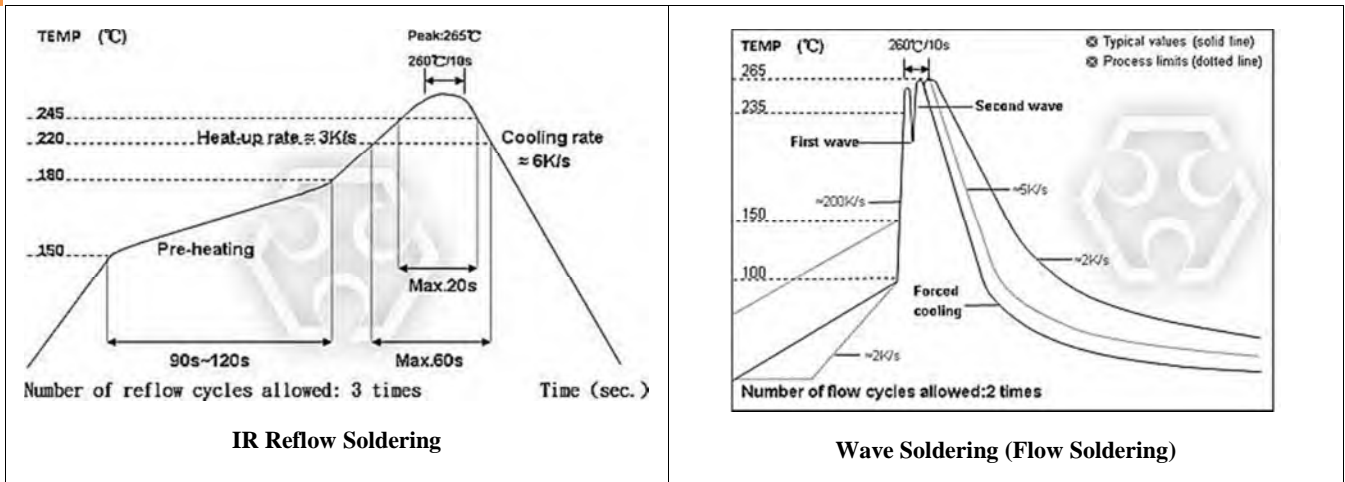 TEMP (℃)
Peak:265℃
260℃/10s
245
Heat-up rate ≈ 3K/s
Cooling rate
220
≈ 6K/s
180
150
Pre-heating
Max.20s
90s~120s
Max.60s
Number of reflow cycles allowed: 3 times
Time (sec.)
IR Reflow Soldering
TEMP (℃)
260℃/10s
Typical values (solid line)
Process limits (dotted line)
265
235
Second wave
First wave
≈200K/s
≈5K/s
150
≈2K/s
100
Forced
cooling
≈2K/s
Number of flow cycles allowed:2 times
Wave Soldering (Flow Soldering)